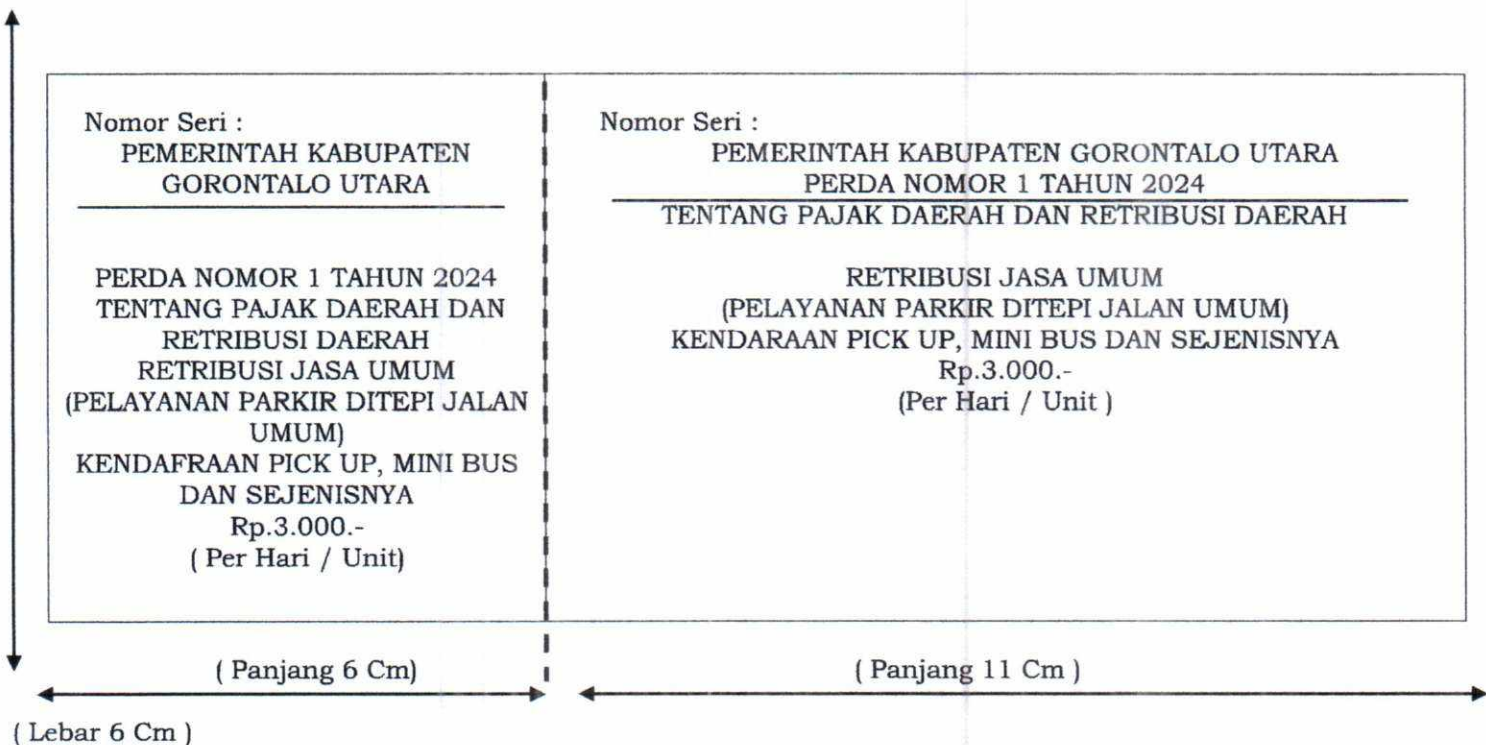 Nomor Seri :
PEMERINTAH KABUPATEN
GORONTALO UTARA
PERDA NOMOR 1 TAHUN 2024
TENTANG PAJAK DAERAH DAN
RETRIBUSI DAERAH
RETRIBUSI JASA UMUM
(PELAYANAN PARKIR DITEPI JALAN
UMUM)
KENDAFRAAN PICK UP, MINI BUS
DAN SEJENISNYA
Rp.3.000.-
( Per Hari / Unit)
Nomor Seri :
PEMERINTAH KABUPATEN GORONTALO UTARA
PERDA NOMOR 1 TAHUN 2024
TENTANG PAJAK DAERAH DAN RETRIBUSI DAERAH
RETRIBUSI JASA UMUM
(PELAYANAN PARKIR DITEPI JALAN UMUM)
KENDARAAN PICK UP, MINI BUS DAN SEJENISNYA
Rp.3.000.-
(Per Hari / Unit )
( Panjang 6 Cm)
( Panjang 11 Cm )
( Lebar 6 Cm )